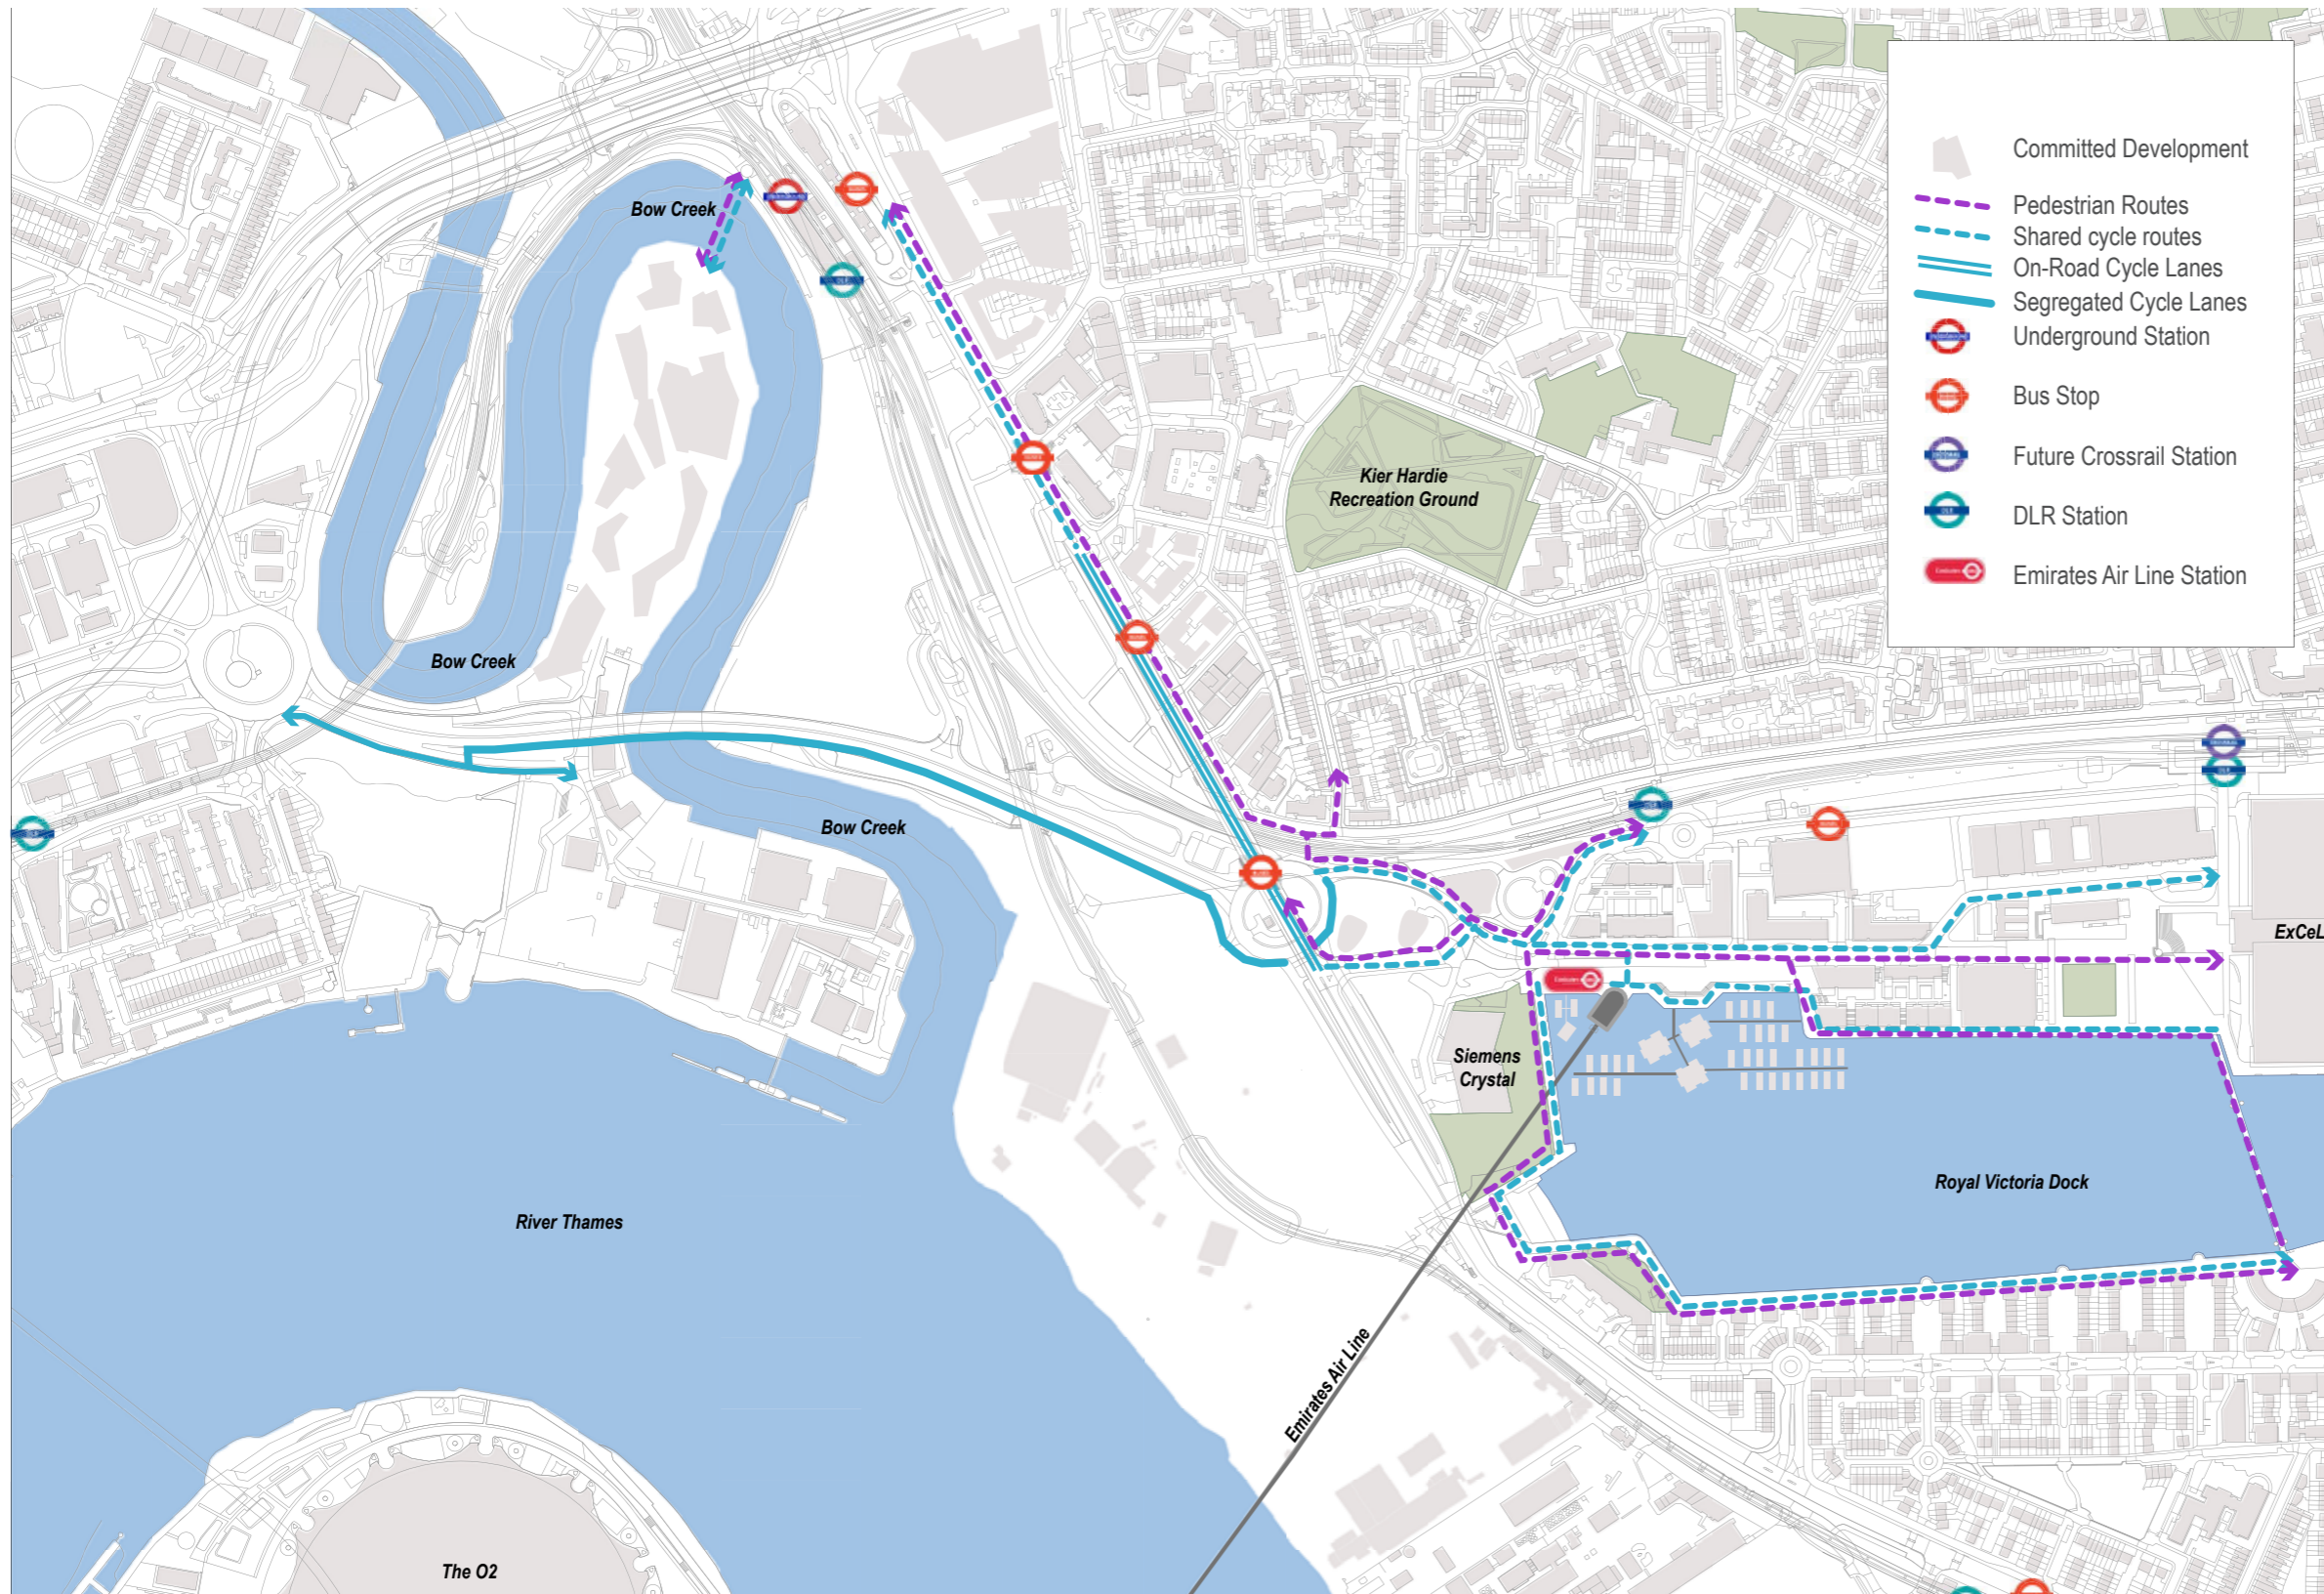 Committed Development
Pedestrian Routes
Shared cycle routes
On-Road Cycle Lanes
Segregated Cycle Lanes
Underground Station
Bus Stop
Future Crossrail Station
DLR Station
Emirates Air Line Station
Bow Creek
Kier Hardie
Recreation Ground
Bow Creek
Bow Creek
ExCeL
Siemens
Crystal
Royal Victoria Dock
River Thames
Emirates Air Line
The O2